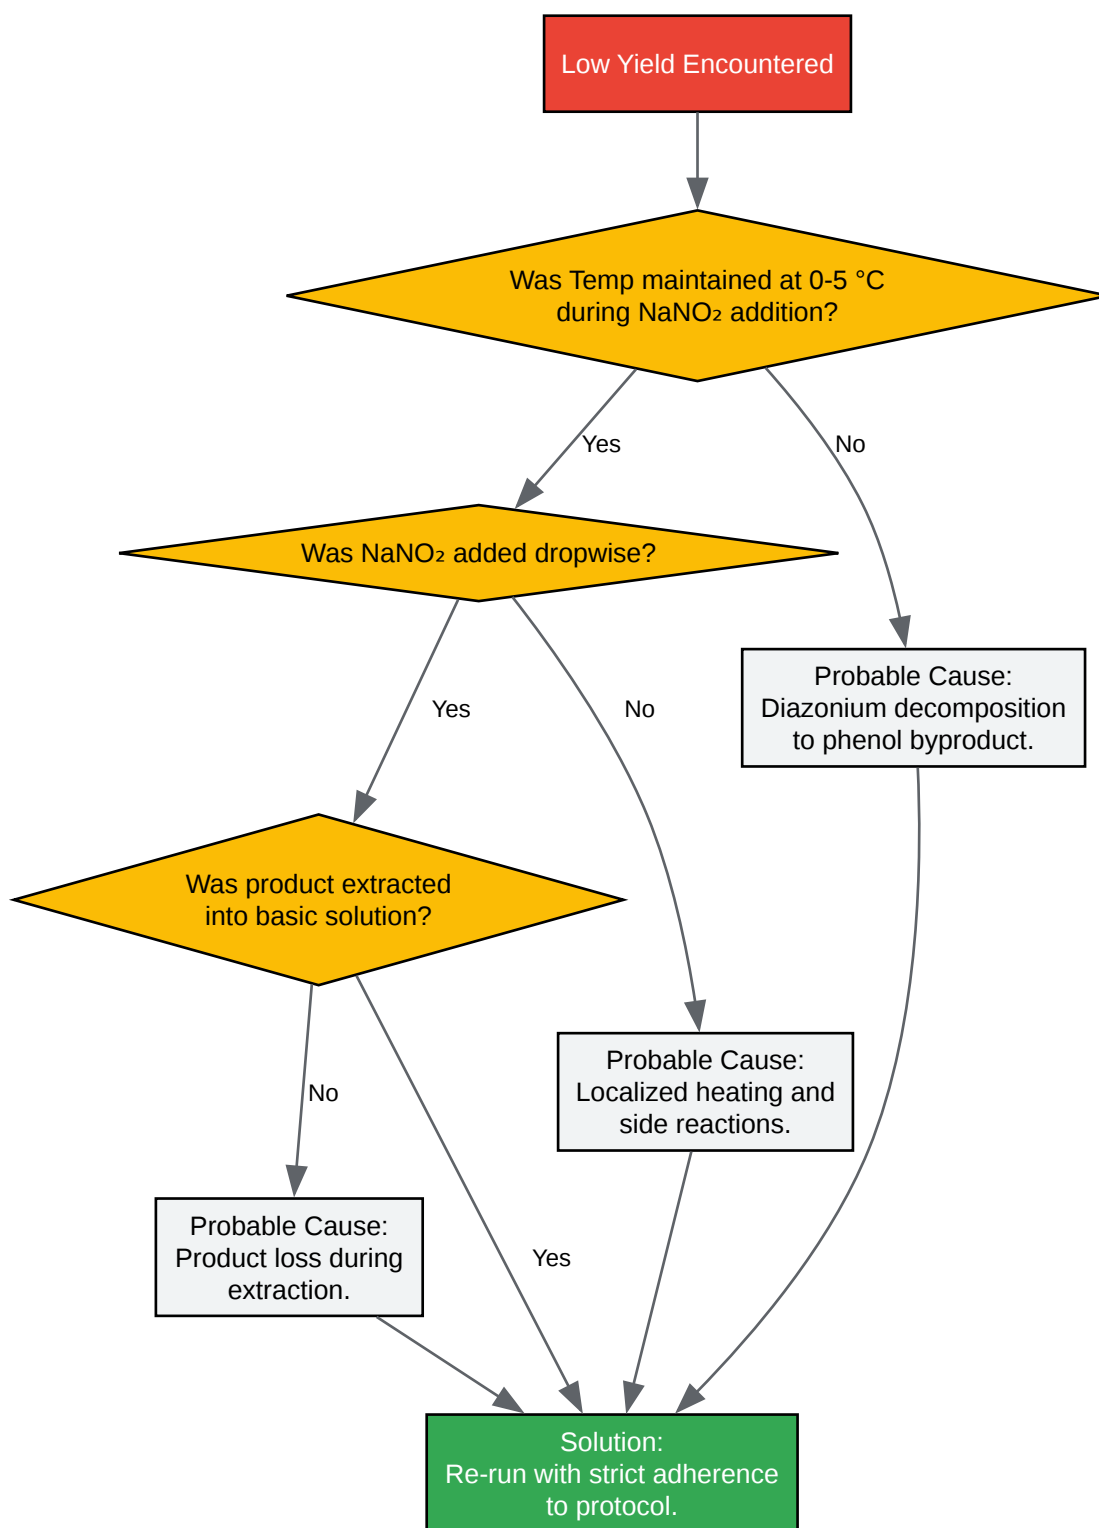 Low Yield Encountered
Was Temp maintained at 0-5 °C
during NaNO₂ addition?
Yes
No
Was NaNO₂ added dropwise?
Yes
No
Probable Cause:
Diazonium decomposition
to phenol byproduct.
Was product extracted
into basic solution?
No
Yes
Probable Cause:
Localized heating and
side reactions.
Probable Cause:
Product loss during
extraction.
Solution:
Re-run with strict adherence
to protocol.